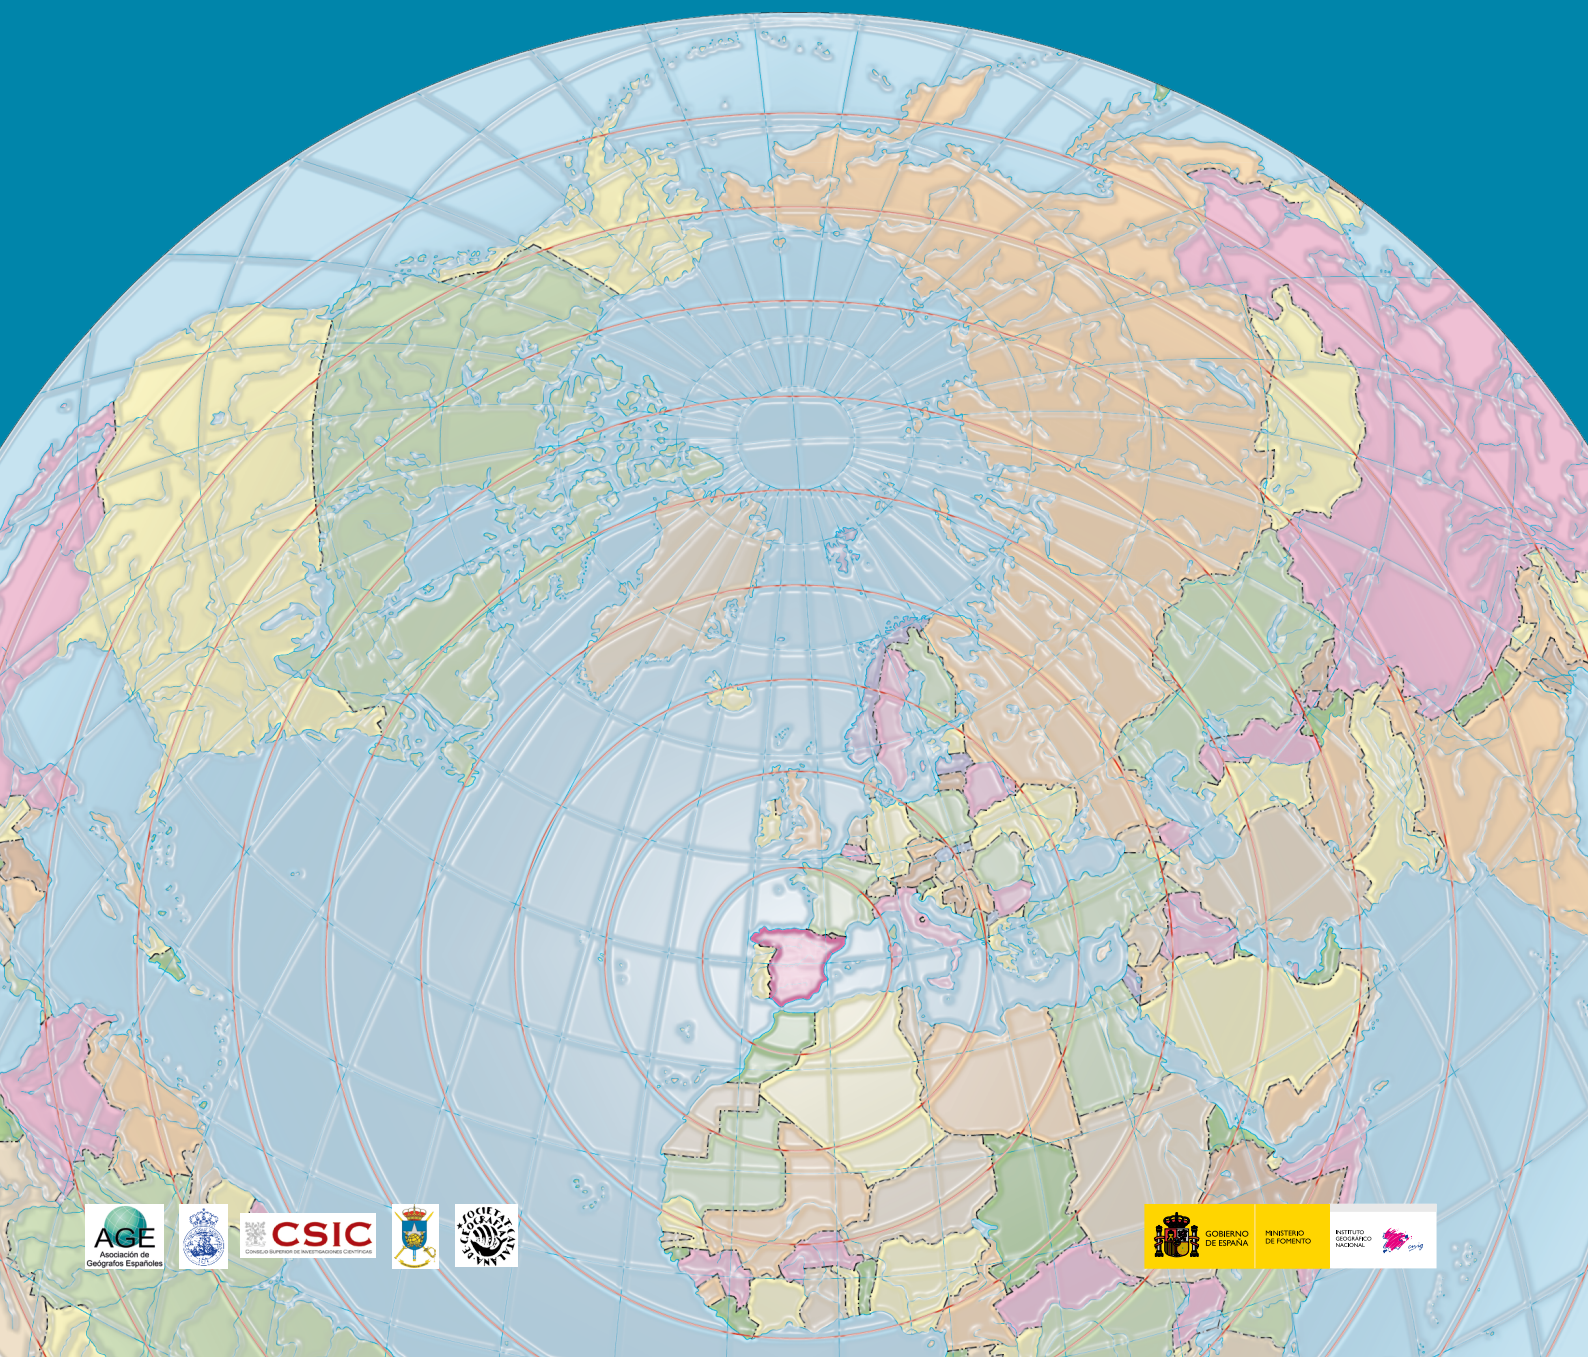 AGE
Asociación de
Geógrafos Españoles
CSIC
CONSEJO SUPERIOR DE INVESTIGACIONES CIENTÍFICAS
SOCIETAT CATALANA DE GEOGRAFIA
GOBIERNO
DE ESPAÑA
MINISTERIO
DE FOMENTO
INSTITUTO
GEOGRÁFICO
NACIONAL
cnig